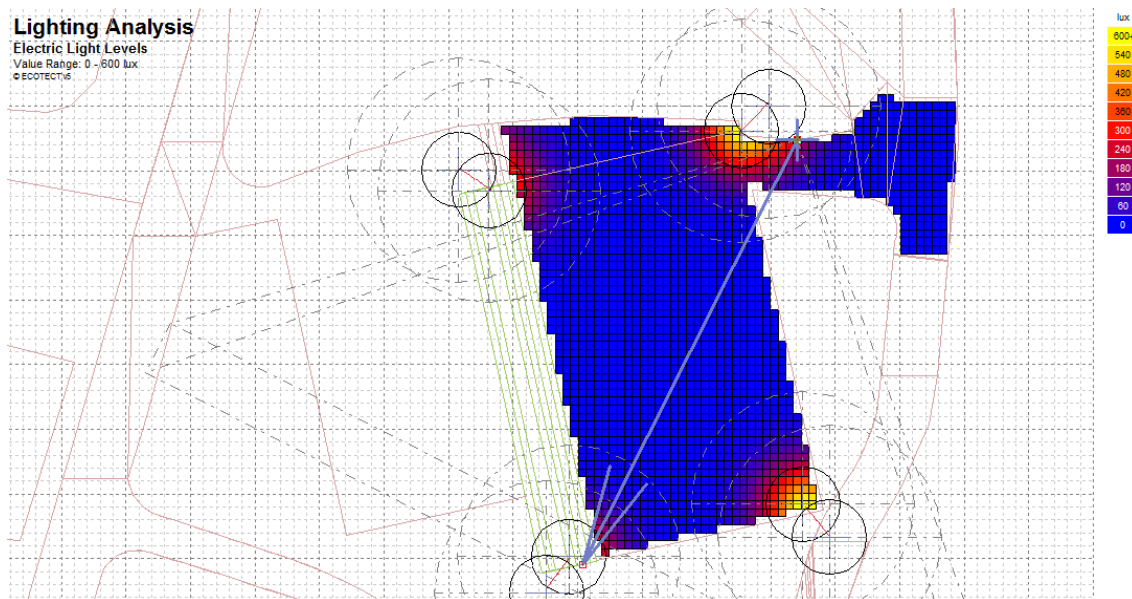 Lighting Analysis
Electric Light Levels
Value Range: 0 - 600 lux
© ECOTECT v5
lux
600+
540
480
420
360
300
240
180
120
60
0